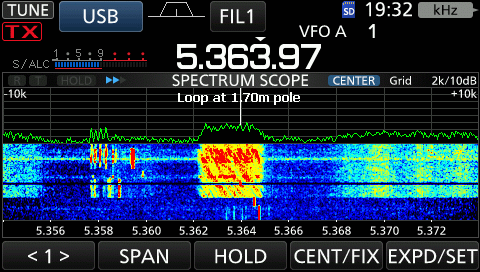 TUNE USB FIL1 SD 19:32 kHz
TX VFO A 1
S/ALC 1 5 9 5.363.97
R T HOLD SPECTRUM SCOPE CENTER Grid 2k/10dB
-10k Loop at 1.70m pole +10k
5.356 5.358 5.360 5.362 5.364 5.366 5.368 5.370 5.372
< 1 > SPAN HOLD CENT/FIX EXPD/SET